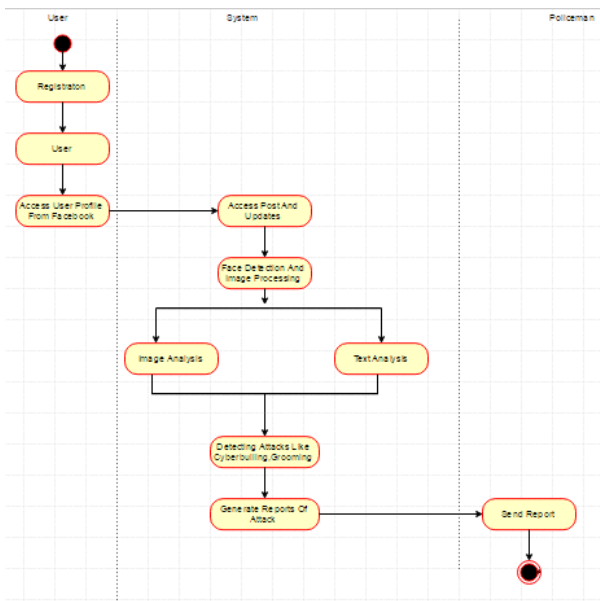 User
System
Policeman
Registraton
User
Access User Profile
From Facebook
Access Post And
Updates
Face Detection And
Image Processing
Image Analysis
Text Analysis
Detecting Attacks Like
Cyberbulling,Grooming
Generate Reports Of
Attack
Send Report